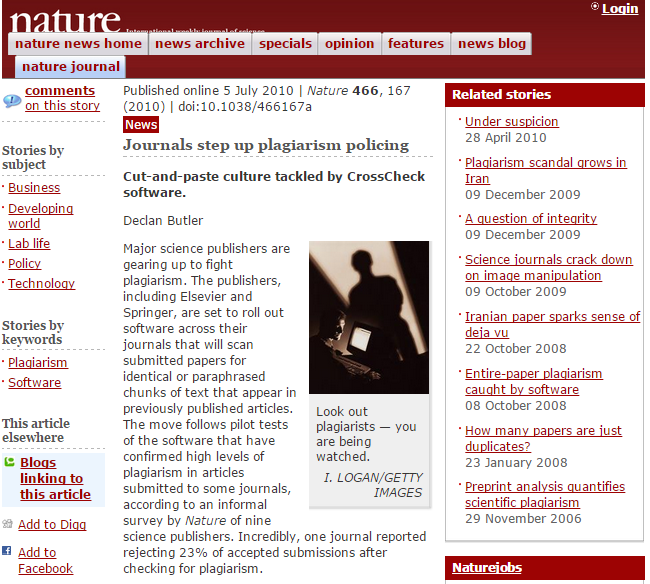 nature
International weekly journal of science
Login
nature news home
news archive
specials
opinion
features
news blog
nature journal
comments
on this story
Stories by
subject
Business
Developing
world
Lab life
Policy
Technology
Stories by
keywords
Plagiarism
Software
This article
elsewhere
Blogs
linking to
this article
Add to Digg
Add to
Facebook
Published online 5 July 2010 | Nature 466, 167
(2010) | doi:10.1038/466167a
News
Journals step up plagiarism policing
Cut-and-paste culture tackled by CrossCheck
software.
Declan Butler
Major science publishers are
gearing up to fight
plagiarism. The publishers,
including Elsevier and
Springer, are set to roll out
software across their
journals that will scan
submitted papers for
identical or paraphrased
chunks of text that appear in
previously published articles.
The move follows pilot tests
of the software that have
confirmed high levels of
plagiarism in articles
submitted to some journals,
according to an informal
survey by Nature of nine
science publishers. Incredibly, one journal reported
rejecting 23% of accepted submissions after
checking for plagiarism.
Look out
plagiarists — you
are being
watched.
I. LOGAN/GETTY
IMAGES
Related stories
Under suspicion
28 April 2010
Plagiarism scandal grows in
Iran
09 December 2009
A question of integrity
09 December 2009
Science journals crack down
on image manipulation
09 October 2009
Iranian paper sparks sense of
deja vu
22 October 2008
Entire-paper plagiarism
caught by software
08 October 2008
How many papers are just
duplicates?
23 January 2008
Preprint analysis quantifies
scientific plagiarism
29 November 2006
Naturejobs